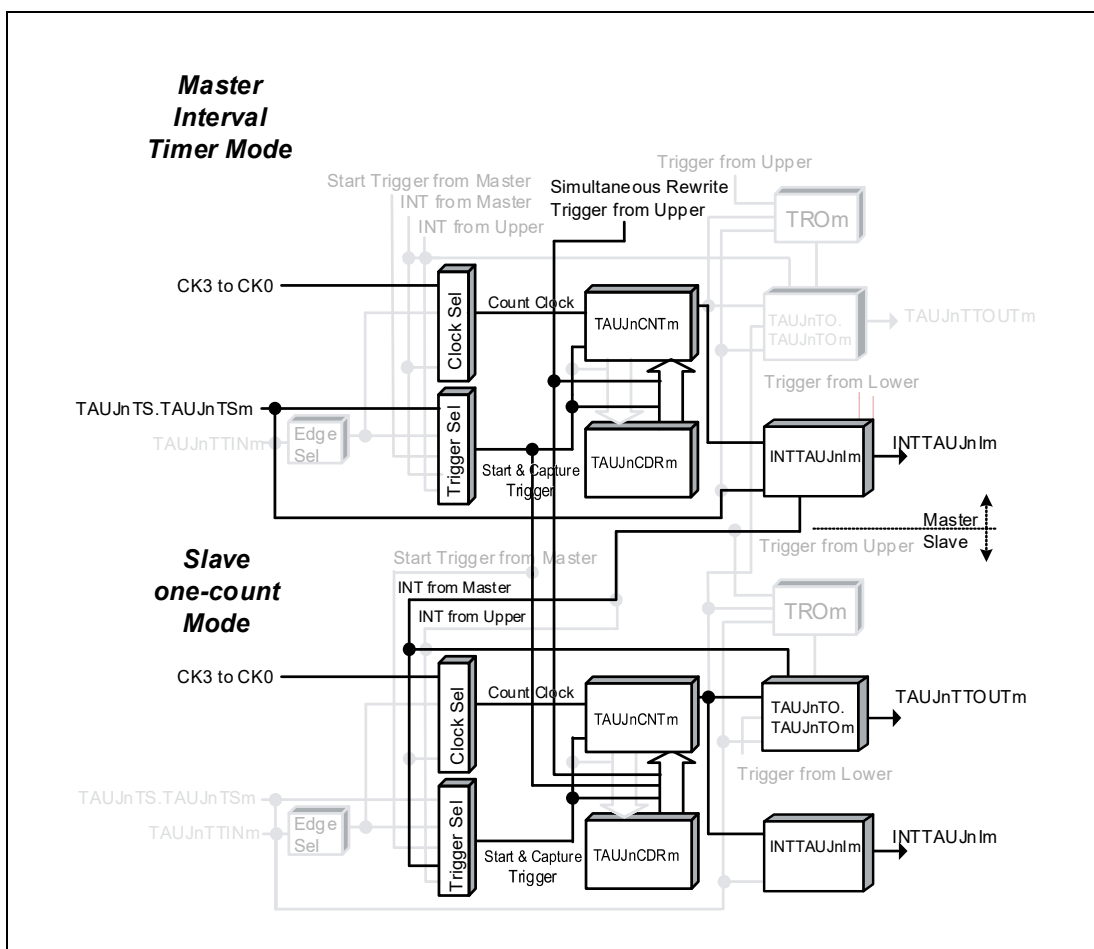 Master
Interval
Timer Mode
Trigger from Upper
Start Trigger from Master
INT from Master
INT from Upper
Simultaneous Rewrite
Trigger from Upper
TROm
CK3 to CK0
Clock Sel
Count Clock
TAUJnCNTm
TAUJnTO.
TAUJnTOm
TAUJnTTOUTm
Trigger from Lower
TAUJnTS.TAUJnTSm
TAUJnTTINm
Edge
Sel
Trigger Sel
Start & Capture
Trigger
TAUJnCDRm
INTTAUJnIm
INTTAUJnIm
Master
Slave
Trigger from Upper
Slave
one-count
Mode
Start Trigger from Master
INT from Master
INT from Upper
TROm
CK3 to CK0
Clock Sel
Count Clock
TAUJnCNTm
TAUJnTO.
TAUJnTOm
TAUJnTTOUTm
Trigger from Lower
TAUJnTS.TAUJnTSm
TAUJnTTINm
Edge
Sel
Trigger Sel
Start & Capture
Trigger
TAUJnCDRm
INTTAUJnIm
INTTAUJnIm